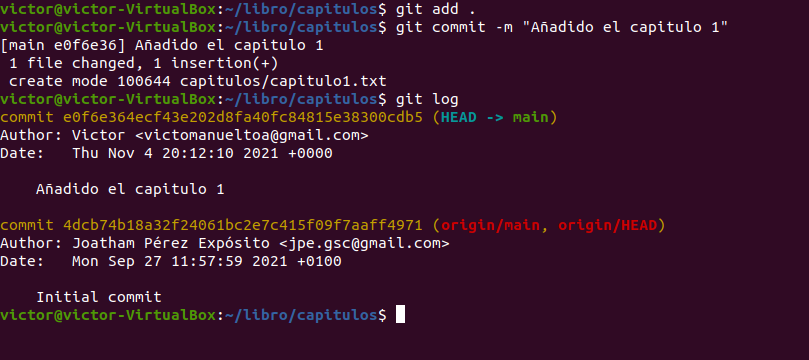 victor@victor-VirtualBox:~/libro/capitulos$ git add .
victor@victor-VirtualBox:~/libro/capitulos$ git commit -m "Añadido el capitulo 1"
[main e0f6e36] Añadido el capitulo 1
 1 file changed, 1 insertion(+)
 create mode 100644 capitulos/capitulo1.txt
victor@victor-VirtualBox:~/libro/capitulos$ git log
commit e0f6e364ecf43e202d8fa40fc84815e38300cdb5 (HEAD -> main)
Author: Victor <victomanueltoa@gmail.com>
Date:   Thu Nov 4 20:12:10 2021 +0000

    Añadido el capitulo 1

commit 4dcb74b18a32f24061bc2e7c415f09f7aaff4971 (origin/main, origin/HEAD)
Author: Joatham Pérez Expósito <jpe.gsc@gmail.com>
Date:   Mon Sep 27 11:57:59 2021 +0100

    Initial commit
victor@victor-VirtualBox:~/libro/capitulos$